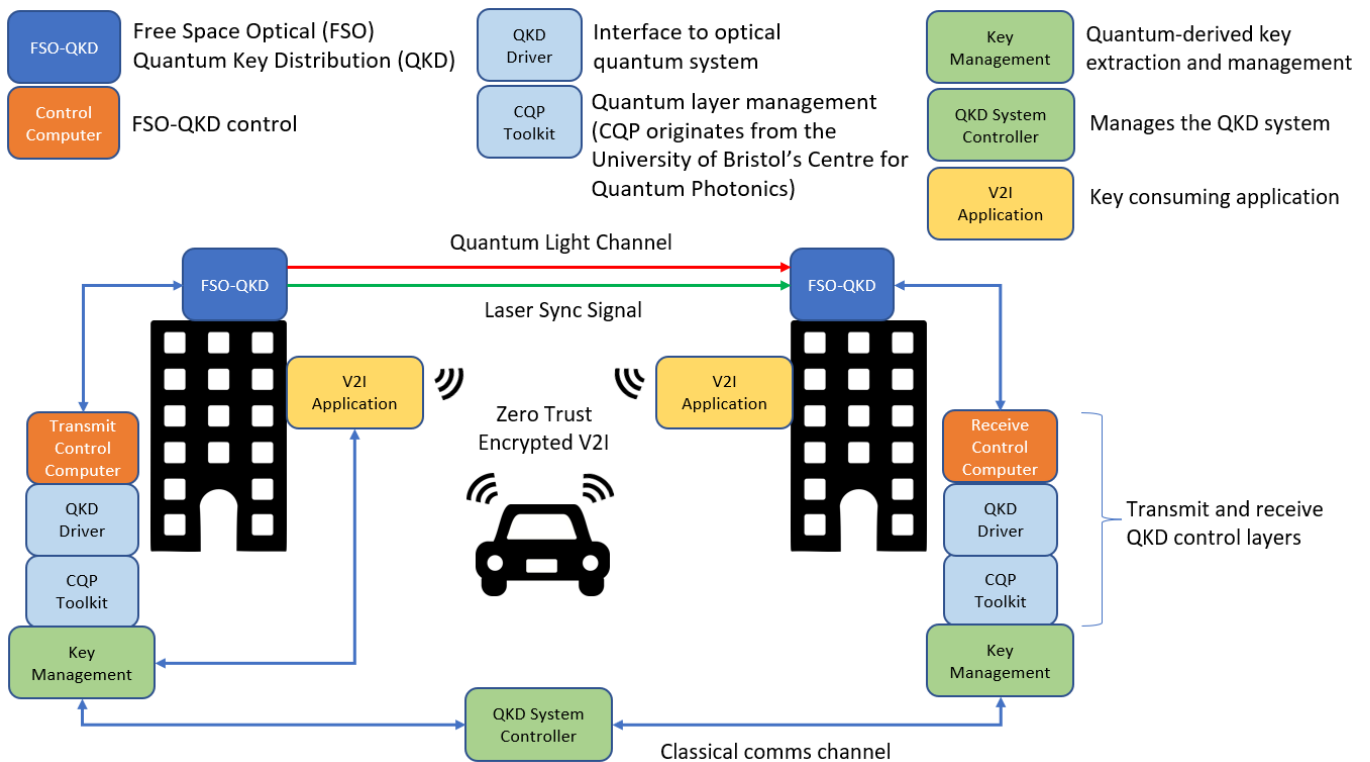 FSO-QKD
Free Space Optical (FSO)
Quantum Key Distribution (QKD)
Control
Computer
FSO-QKD control
QKD
Driver
Interface to optical
quantum system
CQP
Toolkit
Quantum layer management
(CQP originates from the
University of Bristol's Centre for
Quantum Photonics)
Key
Management
Quantum-derived key
extraction and management
QKD System
Controller
Manages the QKD system
V2I
Application
Key consuming application
Quantum Light Channel
FSO-QKD
FSO-QKD
Laser Sync Signal
V2I
Application
V2I
Application
Zero Trust
Encrypted V2I
Transmit
Control
Computer
QKD
Driver
CQP
Toolkit
Key
Management
Receive
Control
Computer
QKD
Driver
CQP
Toolkit
Key
Management
Transmit and receive
QKD control layers
QKD System
Controller
Classical comms channel